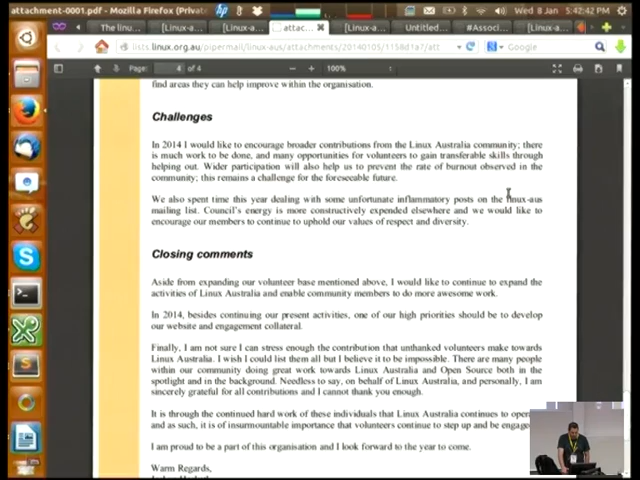 attachment-0001.pdf - Mozilla Firefox (Private
Wed 8 Jan 5:42:42 PM
The linu...
[Linux-a...
[Linux-a...
attac...
[Linux-a...
Untitled...
#Associ...
[Linux-a...
lists.linux.org.au/pipermail/linux-aus/attachments/20140105/1158d1a7/att
Google
Page: 4 of 4
100%
find areas they can help improve within the organisation.
Challenges
In 2014 I would like to encourage broader contributions from the Linux Australia community; there
is much work to be done, and many opportunities for volunteers to gain transferable skills through
helping out. Wider participation will also help us to prevent the rate of burnout observed in the
community; this remains a challenge for the foreseeable future.
We also spent time this year dealing with some unfortunate inflammatory posts on the linux-aus
mailing list. Council's energy is more constructively expended elsewhere and we would like to
encourage our members to continue to uphold our values of respect and diversity.
Closing comments
Aside from expanding our volunteer base mentioned above, I would like to continue to expand the
activities of Linux Australia and enable community members to do more awesome work.
In 2014, besides continuing our present activities, one of our high priorities should be to develop
our website and engagement collateral.
Finally, I am not sure I can stress enough the contribution that unthanked volunteers make towards
Linux Australia. I wish I could list them all but I believe it to be impossible. There are many people
within our community doing great work towards Linux Australia and Open Source both in the
spotlight and in the background. Needless to say, on behalf of Linux Australia, and personally, I am
sincerely grateful for all contributions and I cannot thank you enough.
It is through the continued hard work of these individuals that Linux Australia continues to opera
and as such, it is of insurmountable importance that volunteers continue to step up and be engage
I am proud to be a part of this organisation and I look forward to the year to come.
Warm Regards,